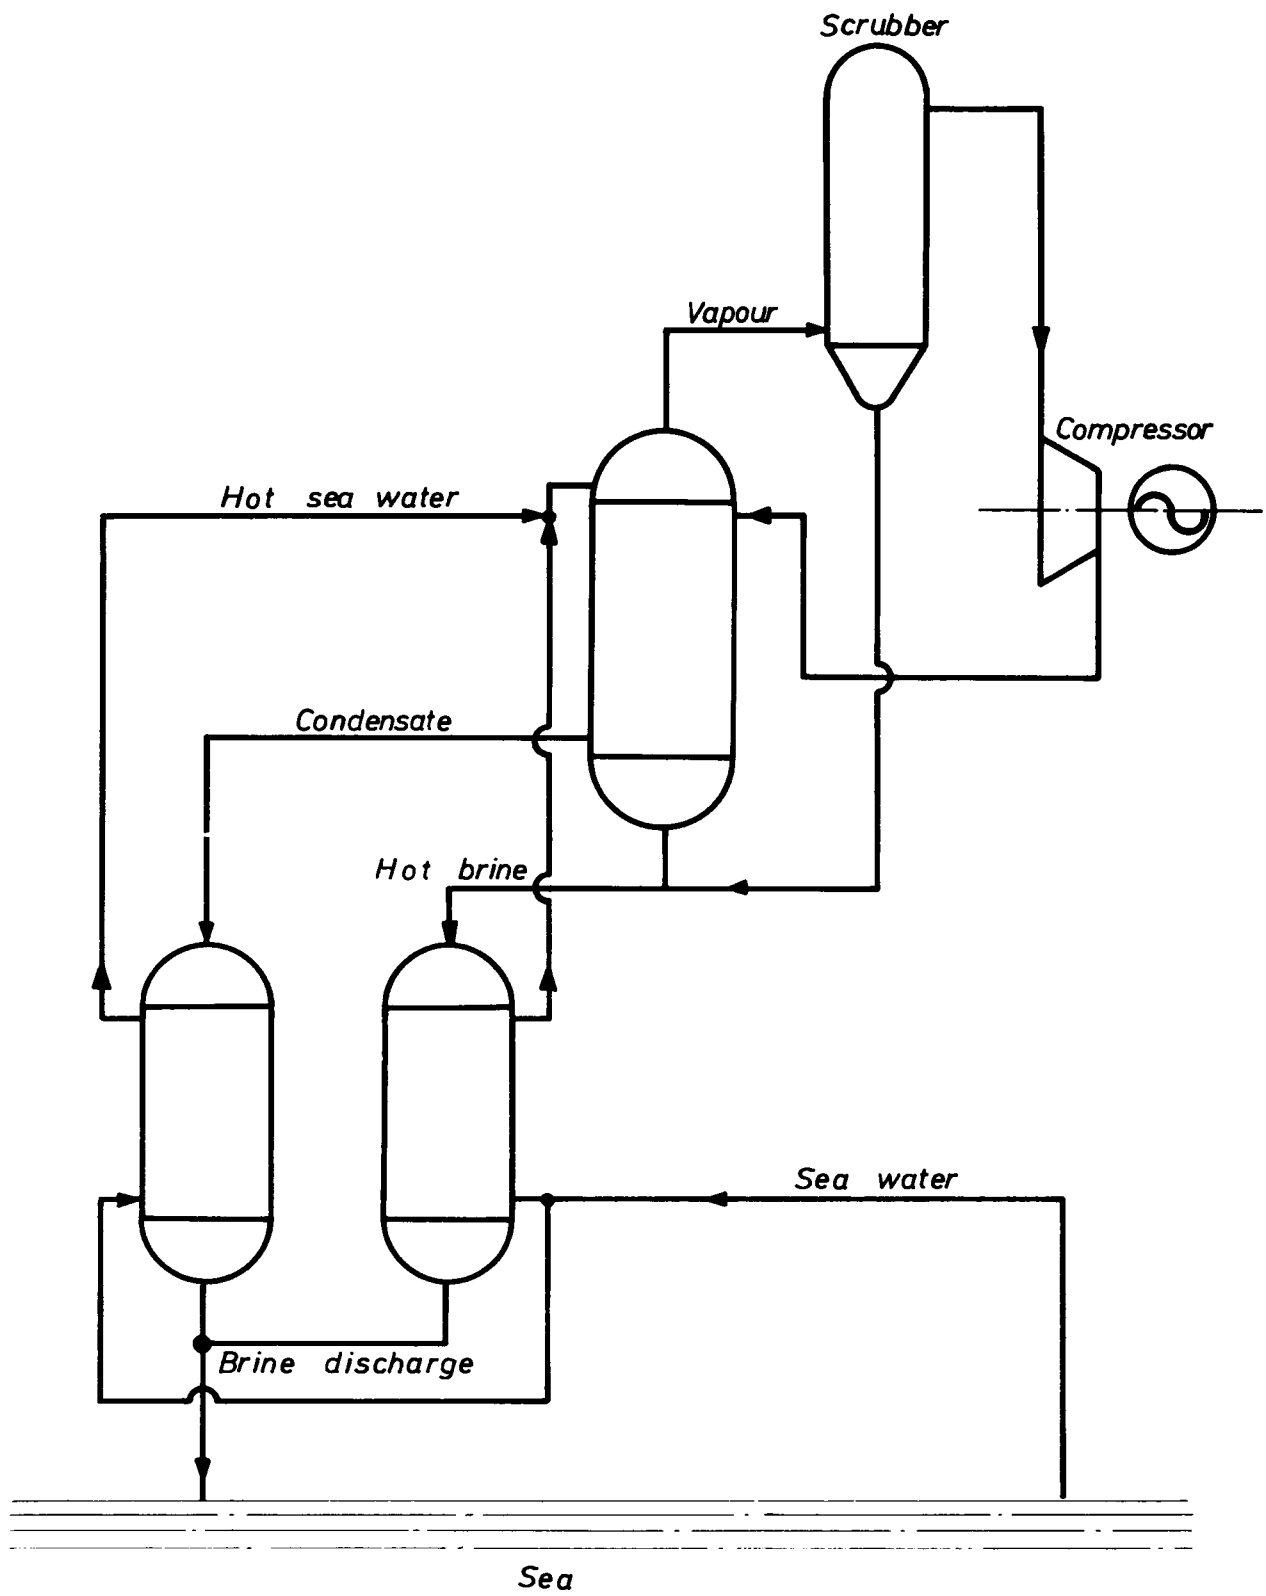 Scrubber
Vapour
Compressor
Hot sea water
Condensate
Hot brine
Sea water
Brine discharge
Sea